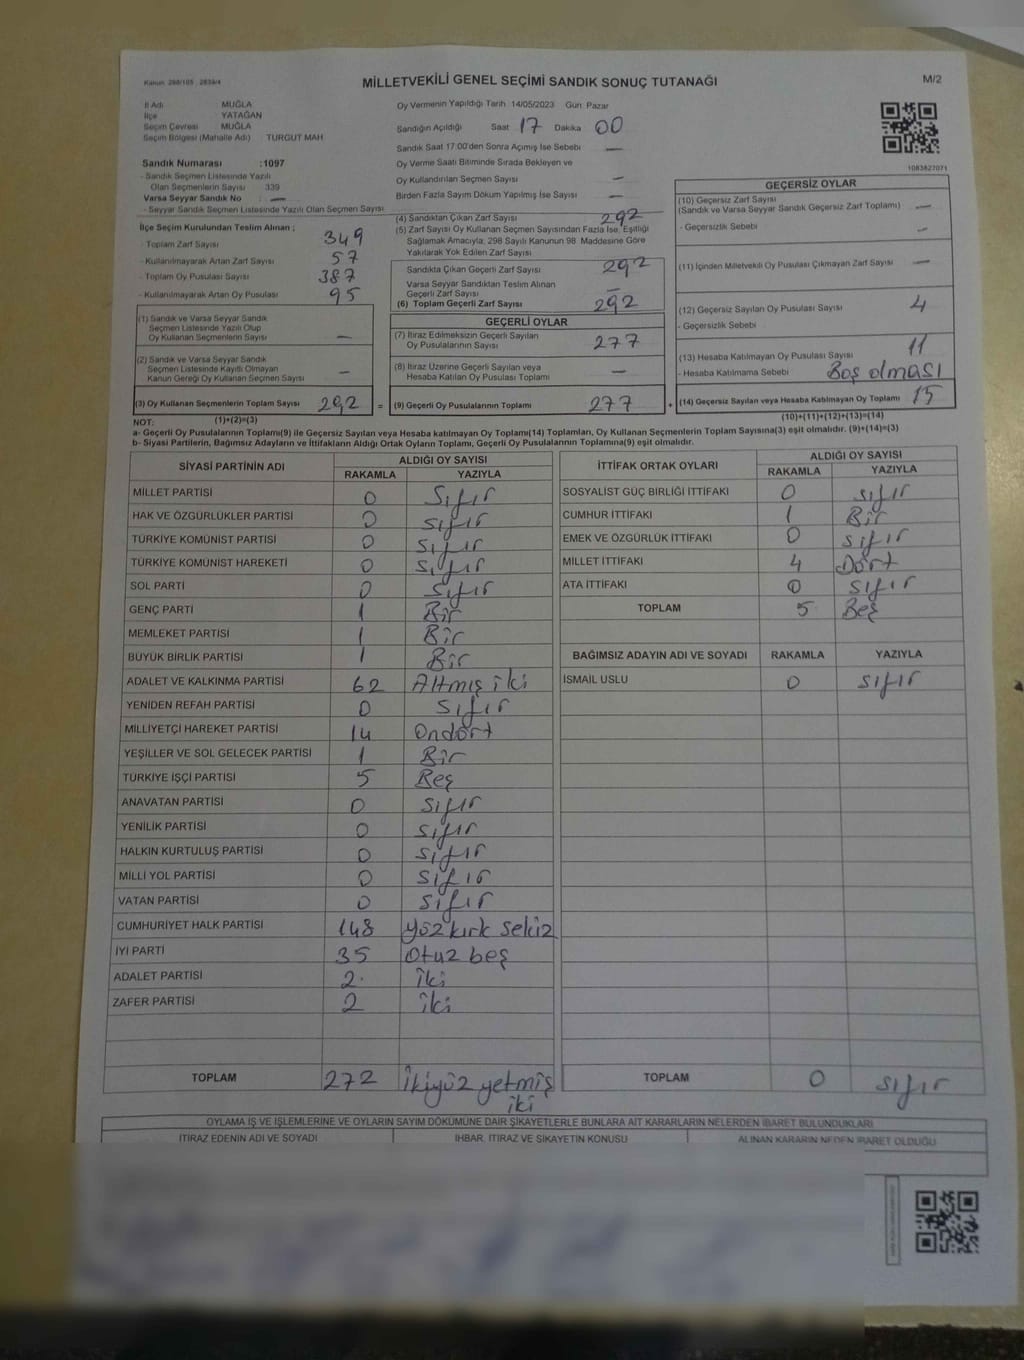 Kanun: 298/105 , 2839/4
MİLLETVEKİLİ GENEL SEÇİMİ SANDIK SONUÇ TUTANAĞI
M/2
İl Adı MUĞLA
İlçe YATAĞAN
Seçim Çevresi MUĞLA
Seçim Bölgesi (Mahalle Adı) TURGUT MAH
Sandık Numarası :1097
- Sandık Seçmen Listesinde Yazılı
Olan Seçmenlerin Sayısı 339
Varsa Seyyar Sandık No : —
- Seyyar Sandık Seçmen Listesinde Yazılı Olan Seçmen Sayısı
İlçe Seçim Kurulundan Teslim Alınan ;
- Toplam Zarf Sayısı 349
- Kullanılmayarak Artan Zarf Sayısı 57
- Toplam Oy Pusulası Sayısı 387
- Kullanılmayarak Artan Oy Pusulası 95
(1) Sandık ve Varsa Seyyar Sandık
Seçmen Listesinde Yazılı Olup
Oy Kullanan Seçmenlerin Sayısı —
(2) Sandık ve Varsa Seyyar Sandık
Seçmen Listesinde Kayıtlı Olmayan
Kanun Gereği Oy Kullanan Seçmen Sayısı —
(3) Oy Kullanan Seçmenlerin Toplam Sayısı 292 =
(1)+(2)=(3)
Oy Vermenin Yapıldığı Tarih 14/05/2023 Gün: Pazar
Sandığın Açıldığı Saat 17 Dakika 00
Sandık Saat 17:00'den Sonra Açımış İse Sebebi —
Oy Verme Saati Bitiminde Sırada Bekleyen ve
Oy Kullandırılan Seçmen Sayısı —
Birden Fazla Sayım Döküm Yapılmış İse Sayısı —
(4) Sandıktan Çıkan Zarf Sayısı 292
(5) Zarf Sayısı Oy Kullanan Seçmen Sayısından Fazla İse, Eşitliği
Sağlamak Amacıyla, 298 Sayılı Kanunun 98 Maddesine Göre
Yakılarak Yok Edilen Zarf Sayısı
Sandıkta Çıkan Geçerli Zarf Sayısı 292
Varsa Seyyar Sandıktan Teslim Alınan
Geçerli Zarf Sayısı —
(6) Toplam Geçerli Zarf Sayısı 292
GEÇERLİ OYLAR
(7) İtiraz Edilmeksizin Geçerli Sayılan
Oy Pusulalarının Sayısı 277
(8) İtiraz Üzerine Geçerli Sayılan veya
Hesaba Katılan Oy Pusulası Toplamı —
(9) Geçerli Oy Pusulalarının Toplamı 277 +
1083827071
GEÇERSİZ OYLAR
(10) Geçersiz Zarf Sayısı
(Sandık ve Varsa Seyyar Sandık Geçersiz Zarf Toplamı) —
- Geçersizlik Sebebi —
(11) İçinden Milletvekili Oy Pusulası Çıkmayan Zarf Sayısı —
(12) Geçersiz Sayılan Oy Pusulası Sayısı 4
- Geçersizlik Sebebi
(13) Hesaba Katılmayan Oy Pusulası Sayısı 11
- Hesaba Katılmama Sebebi Boş olması
(14) Geçersiz Sayılan veya Hesaba Katılmayan Oy Toplamı 15
(10)+(11)+(12)+(13)=(14)
NOT:
a- Geçerli Oy Pusulalarının Toplamı(9) ile Geçersiz Sayılan veya Hesaba katılmayan Oy Toplamı(14) Toplamları, Oy Kullanan Seçmenlerin Toplam Sayısına(3) eşit olmalıdır. (9)+(14)=(3)
b- Siyasi Partilerin, Bağımsız Adayların ve İttifakların Aldığı Ortak Oyların Toplamı, Geçerli Oy Pusulalarının Toplamına(9) eşit olmalıdır.
SİYASİ PARTİNİN ADI ALDIĞI OY SAYISI
RAKAMLA YAZIYLA
MİLLET PARTİSİ 0 Sıfır
HAK VE ÖZGÜRLÜKLER PARTİSİ 0 sıfır
TÜRKİYE KOMÜNİST PARTİSİ 0 sıfır
TÜRKİYE KOMÜNİST HAREKETİ 0 sıfır
SOL PARTİ 0 sıfır
GENÇ PARTİ 1 Bir
MEMLEKET PARTİSİ 1 Bir
BÜYÜK BİRLİK PARTİSİ 1 Bir
ADALET VE KALKINMA PARTİSİ 62 Altmış iki
YENİDEN REFAH PARTİSİ 0 sıfır
MİLLİYETÇİ HAREKET PARTİSİ 14 Ondört
YEŞİLLER VE SOL GELECEK PARTİSİ 1 Bir
TÜRKİYE İŞÇİ PARTİSİ 5 Beş
ANAVATAN PARTİSİ 0 sıfır
YENİLİK PARTİSİ 0 sıfır
HALKIN KURTULUŞ PARTİSİ 0 sıfır
MİLLİ YOL PARTİSİ 0 sıfır
VATAN PARTİSİ 0 sıfır
CUMHURİYET HALK PARTİSİ 148 yüzkırk sekiz
İYİ PARTİ 35 Otuz beş
ADALET PARTİSİ 2 iki
ZAFER PARTİSİ 2 iki
TOPLAM 272 ikiyüz yetmiş
iki
İTTİFAK ORTAK OYLARI ALDIĞI OY SAYISI
RAKAMLA YAZIYLA
SOSYALİST GÜÇ BİRLİĞİ İTTİFAKI 0 sıfır
CUMHUR İTTİFAKI 1 Bir
EMEK VE ÖZGÜRLÜK İTTİFAKI 0 sıfır
MİLLET İTTİFAKI 4 Dört
ATA İTTİFAKI 0 sıfır
TOPLAM 5 Beş
BAĞIMSIZ ADAYIN ADI VE SOYADI RAKAMLA YAZIYLA
İSMAİL USLU 0 sıfır
TOPLAM 0 sıfır
OYLAMA İŞ VE İŞLEMLERİNE VE OYLARIN SAYIM DÖKÜMÜNE DAİR ŞİKAYETLERLE BUNLARA AİT KARARLARIN NELERDEN İBARET BULUNDUKLARI
İTİRAZ EDENİN ADI VE SOYADI İHBAR, İTİRAZ VE ŞİKAYETİN KONUSU ALINAN KARARIN NEDEN İBARET OLDUĞU